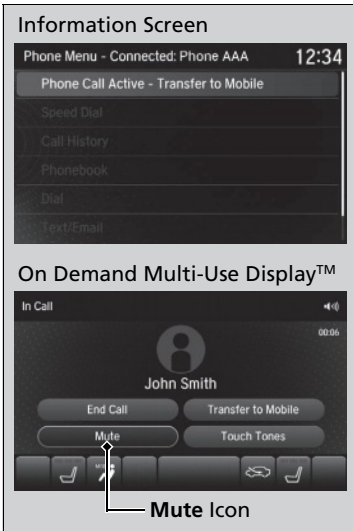 Information Screen
Phone Menu - Connected: Phone AAA 12:34
Phone Call Active - Transfer to Mobile
Speed Dial
Call History
Phonebook
Dial
Text/Email
On Demand Multi-Use Display™
In Call
00:06
John Smith
End Call Transfer to Mobile
Mute Touch Tones
Mute Icon